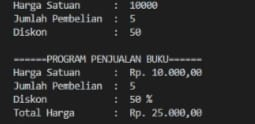 Harga Satuan : 10000
Jumlah Pembelian : 5
Diskon : 50
======PROGRAM PENJUALAN BUKU======
Harga Satuan : Rp. 10.000,00
Jumlah Pembelian : 5
Diskon : 50 %
Total Harga : Rp. 25.000,00